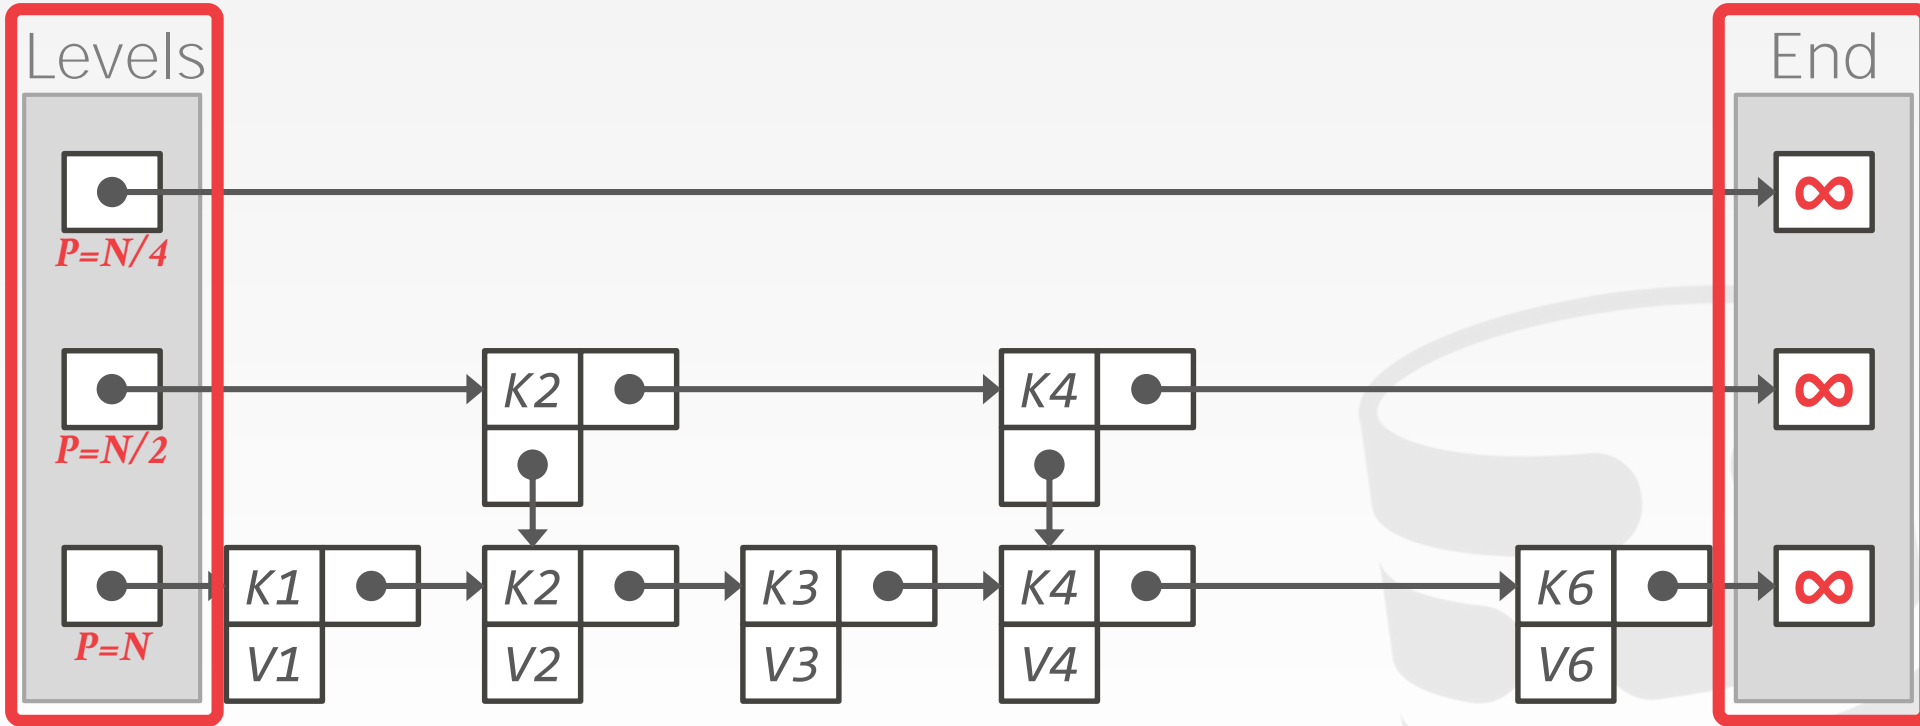 Levels End
∞
P=N/4
K2 K4 ∞
P=N/2
K1 K2 K3 K4 K6 ∞
P=N
V1 V2 V3 V4 V6